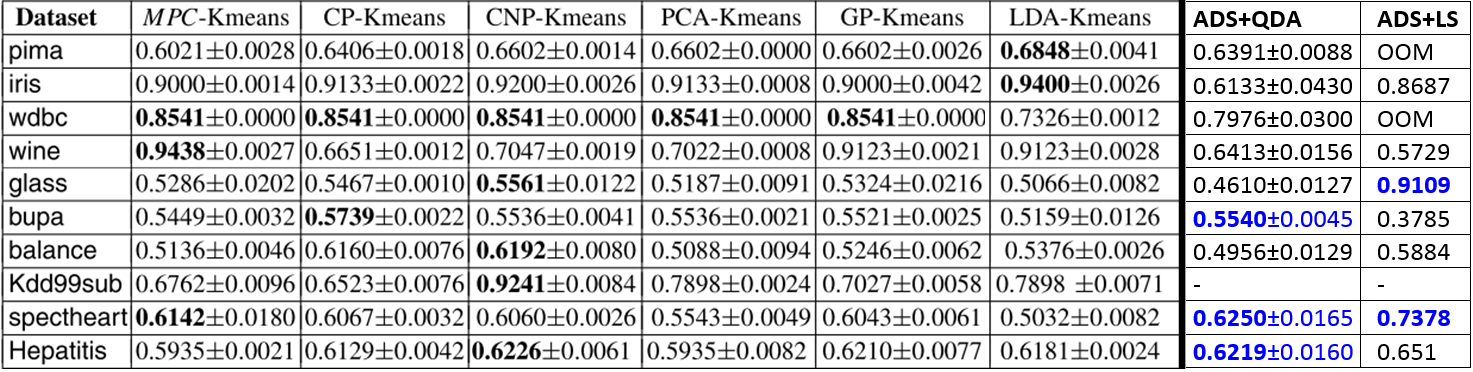 Dataset MPC-Kmeans CP-Kmeans CNP-Kmeans PCA-Kmeans GP-Kmeans LDA-Kmeans ADS+QDA ADS+LS
pima 0.6021±0.0028 0.6406±0.0018 0.6602±0.0014 0.6602±0.0000 0.6602±0.0026 0.6848±0.0041 0.6391±0.0088 OOM
iris 0.9000±0.0014 0.9133±0.0022 0.9200±0.0026 0.9133±0.0008 0.9000±0.0042 0.9400±0.0026 0.6133±0.0430 0.8687
wdbc 0.8541±0.0000 0.8541±0.0000 0.8541±0.0000 0.8541±0.0000 0.8541±0.0000 0.7326±0.0012 0.7976±0.0300 OOM
wine 0.9438±0.0027 0.6651±0.0012 0.7047±0.0019 0.7022±0.0008 0.9123±0.0021 0.9123±0.0028 0.6413±0.0156 0.5729
glass 0.5286±0.0202 0.5467±0.0010 0.5561±0.0122 0.5187±0.0091 0.5324±0.0216 0.5066±0.0082 0.4610±0.0127 0.9109
bupa 0.5449±0.0032 0.5739±0.0022 0.5536±0.0041 0.5536±0.0021 0.5521±0.0025 0.5159±0.0126 0.5540±0.0045 0.3785
balance 0.5136±0.0046 0.6160±0.0076 0.6192±0.0080 0.5088±0.0094 0.5246±0.0062 0.5376±0.0026 0.4956±0.0129 0.5884
Kdd99sub 0.6762±0.0096 0.6523±0.0076 0.9241±0.0084 0.7898±0.0024 0.7027±0.0058 0.7898 ±0.0071 - -
spectheart 0.6142±0.0180 0.6067±0.0032 0.6060±0.0026 0.5543±0.0049 0.6043±0.0061 0.5032±0.0082 0.6250±0.0165 0.7378
Hepatitis 0.5935±0.0021 0.6129±0.0042 0.6226±0.0061 0.5935±0.0082 0.6210±0.0077 0.6181±0.0024 0.6219±0.0160 0.651